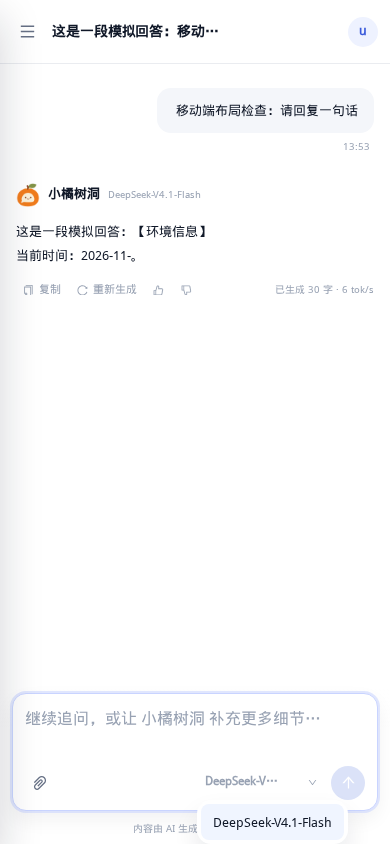 这是一段模拟回答：移动…
u
移动端布局检查：请回复一句话
13:53
小橘树洞 DeepSeek-V4.1-Flash
这是一段模拟回答：【环境信息】
当前时间：2026-11-。
复制 重新生成 已生成 30 字 · 6 tok/s
继续追问，或让 小橘树洞 补充更多细节…
DeepSeek-V…
DeepSeek-V4.1-Flash
内容由 AI 生成